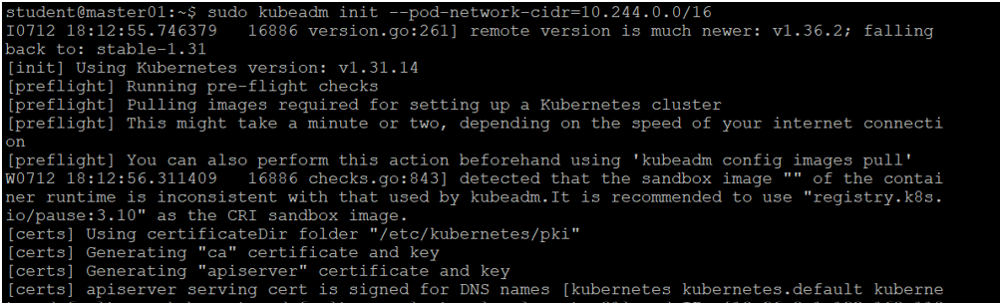 student@master01:~$ sudo kubeadm init --pod-network-cidr=10.244.0.0/16
I0712 18:12:55.746379   16886 version.go:261] remote version is much newer: v1.36.2; falling
back to: stable-1.31
[init] Using Kubernetes version: v1.31.14
[preflight] Running pre-flight checks
[preflight] Pulling images required for setting up a Kubernetes cluster
[preflight] This might take a minute or two, depending on the speed of your internet connecti
on
[preflight] You can also perform this action beforehand using 'kubeadm config images pull'
W0712 18:12:56.311409   16886 checks.go:843] detected that the sandbox image "" of the contai
ner runtime is inconsistent with that used by kubeadm.It is recommended to use "registry.k8s.
io/pause:3.10" as the CRI sandbox image.
[certs] Using certificateDir folder "/etc/kubernetes/pki"
[certs] Generating "ca" certificate and key
[certs] Generating "apiserver" certificate and key
[certs] apiserver serving cert is signed for DNS names [kubernetes kubernetes.default kuberne